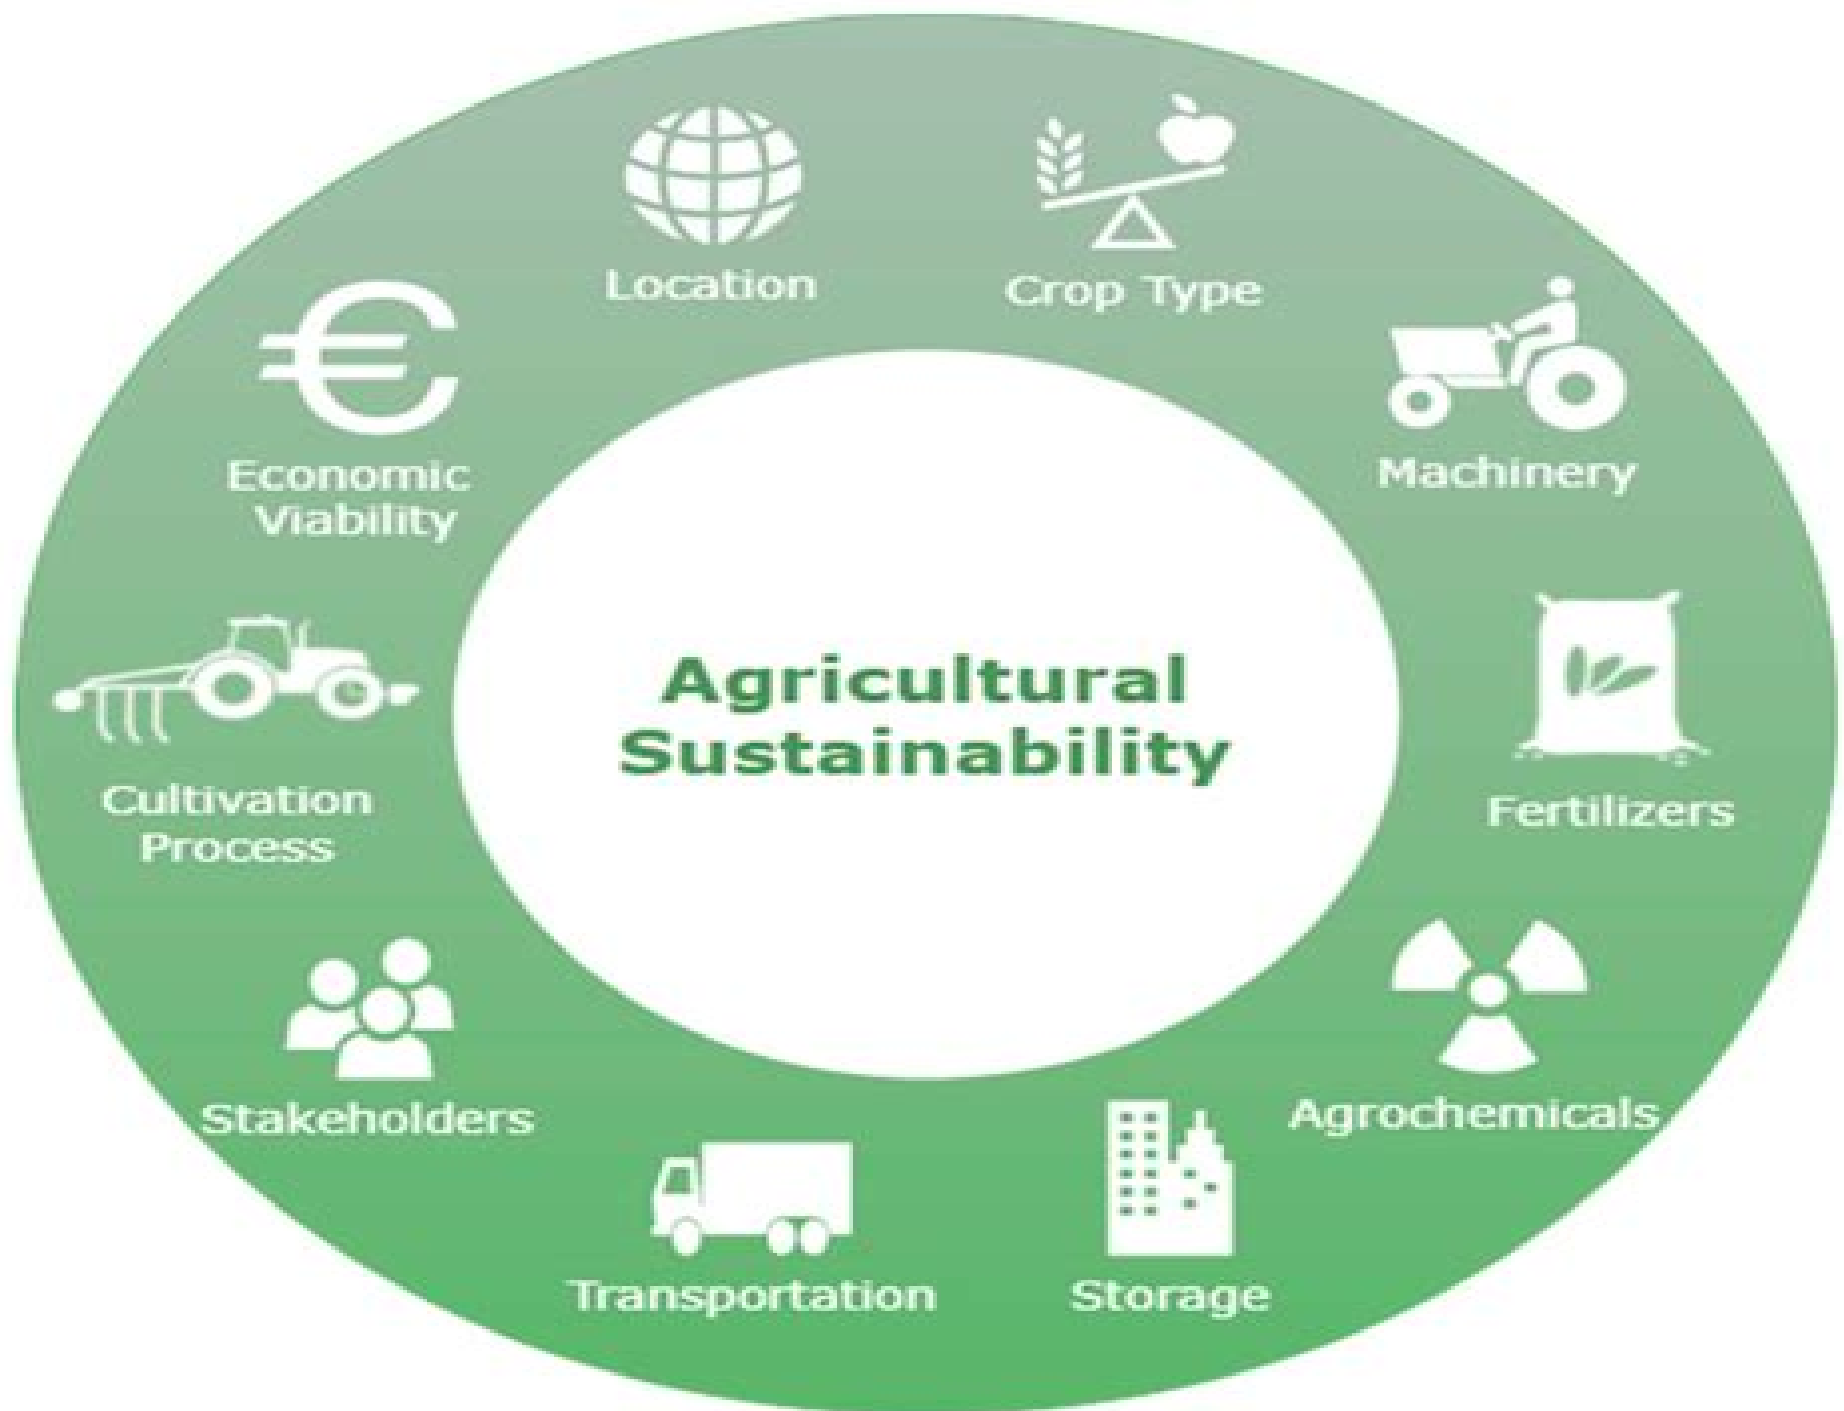 Location
Crop Type
Economic
Viability
Machinery
Agricultural
Sustainability
Cultivation
Process
Fertilizers
Stakeholders
Agrochemicals
Transportation
Storage